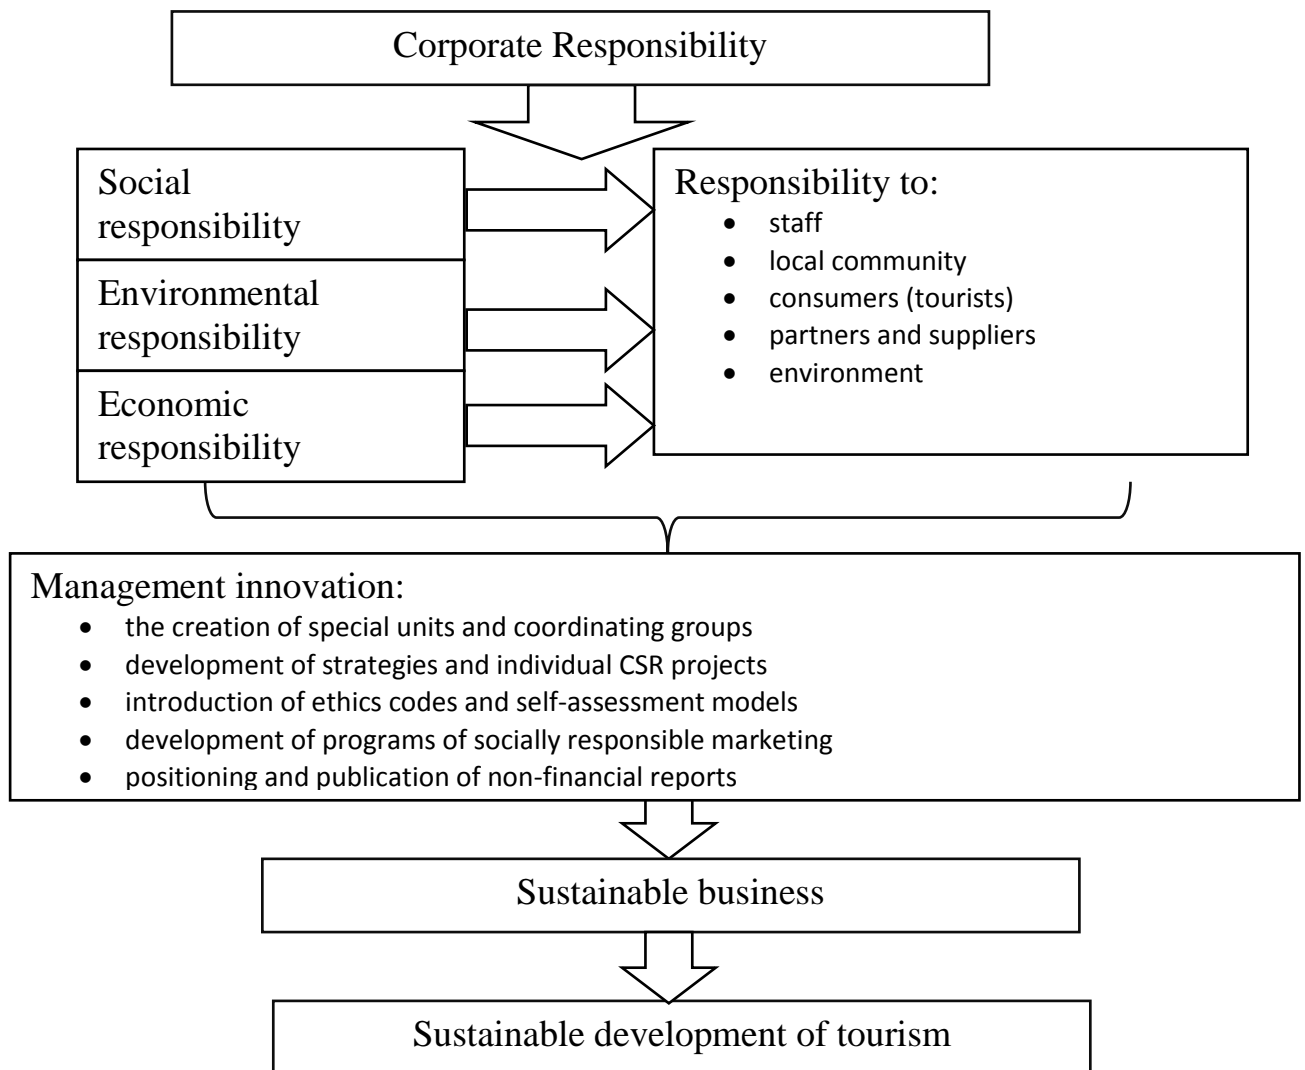 Corporate Responsibility
Social
responsibility
Environmental
responsibility
Economic
responsibility
Responsibility to:
• staff
• local community
• consumers (tourists)
• partners and suppliers
• environment
Management innovation:
• the creation of special units and coordinating groups
• development of strategies and individual CSR projects
• introduction of ethics codes and self-assessment models
• development of programs of socially responsible marketing
• positioning and publication of non-financial reports
Sustainable business
Sustainable development of tourism